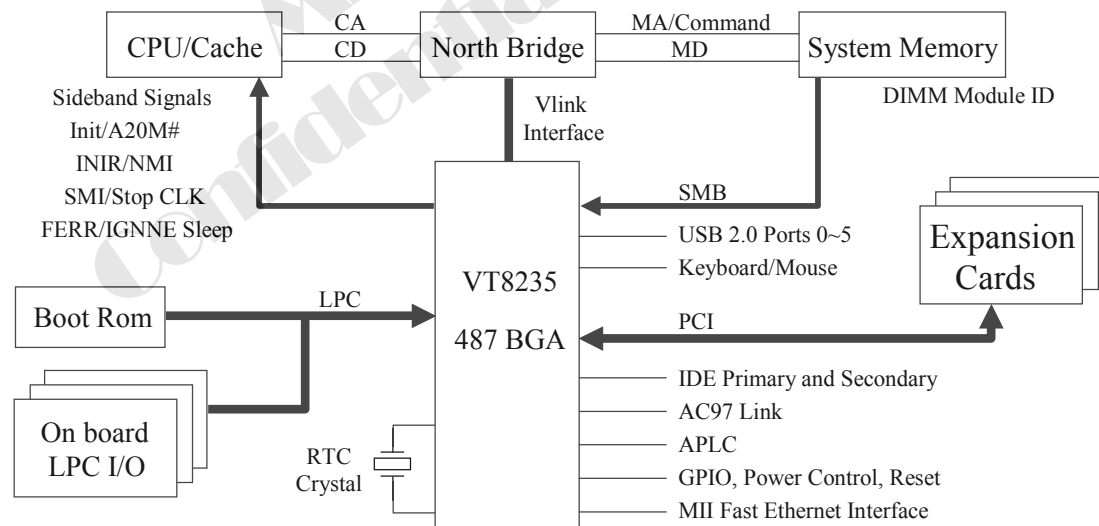 CPU/Cache
CA
CD
North Bridge
MA/Command
MD
System Memory
Sideband Signals
Init/A20M#
INIR/NMI
SMI/Stop CLK
FERR/IGNNE Sleep
Vlink
Interface
DIMM Module ID
SMB
USB 2.0 Ports 0~5
Keyboard/Mouse
Expansion
Cards
VT8235
487 BGA
Boot Rom
LPC
PCI
On board
LPC I/O
RTC
Crystal
IDE Primary and Secondary
AC97 Link
APLC
GPIO, Power Control, Reset
MII Fast Ethernet Interface